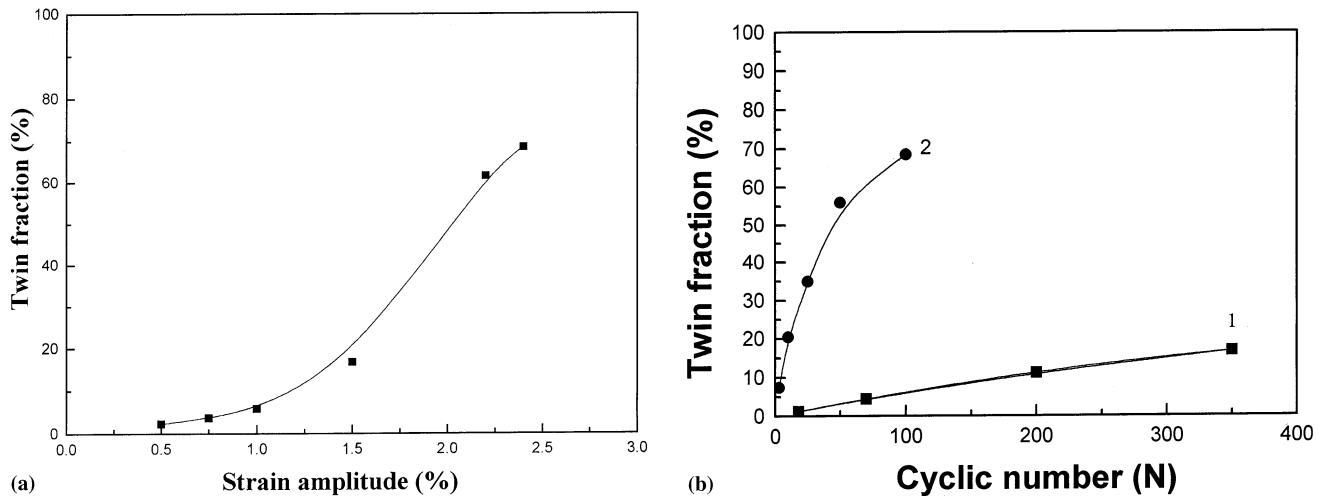 100
80
60
40
20
0
Twin fraction (%)
0.0 0.5 1.0 1.5 2.0 2.5 3.0
Strain amplitude (%)
(a)
100
90
80
70
60
50
40
30
20
10
0
Twin fraction (%)
2
1
0 100 200 300 400
Cyclic number (N)
(b)